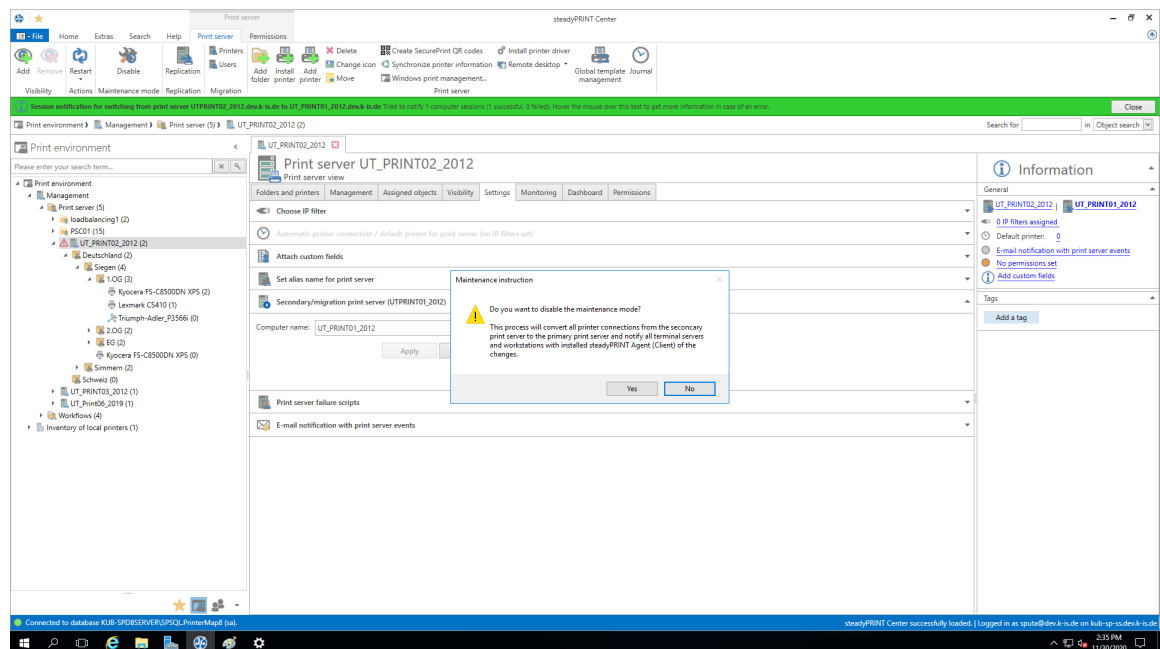 Print server
steadyPRINT Center
File Home Extras Search Help Print server Permissions
Add Remove Restart Disable Replication Printers Users
Add folder Install printer Add printer Delete Change icon Move
Create SecurePrint QR codes Synchronize printer information Windows print management...
Install printer driver Remote desktop Global template management Journal
Visibility Actions Maintenance mode Replication Migration Print server
Session notification for switching from print server UTPRINT02_2012.dev.k-is.de to UT_PRINT01_2012.dev.k-is.de Tried to notify 1 computer sessions (1 successful, 0 failed). Hover the mouse over this text to get more information in case of an error.
Close
Print environment Management Print server (5) UT_PRINT02_2012 (2)
Search for in Object search
Print environment
Please enter your search term...
Print environment
Management
Print server (5)
loadbalancing1 (2)
PSC01 (15)
UT_PRINT02_2012 (2)
Deutschland (2)
Siegen (4)
1.OG (3)
Kyocera FS-C8500DN XPS (2)
Lexmark CS410 (1)
Triumph-Adler_P3566i (0)
2.OG (2)
EG (2)
Kyocera FS-C8500DN XPS (0)
Simmern (2)
Schweiz (0)
UT_PRINT03_2012 (1)
UT_Print06_2019 (1)
Workflows (4)
Inventory of local printers (1)
UT_PRINT02_2012
Print server UT_PRINT02_2012
Print server view
Folders and printers Management Assigned objects Visibility Settings Monitoring Dashboard Permissions
Choose IP filter
Automatic printer connection / default printer for print server (no IP filters set)
Attach custom fields
Set alias name for print server
Secondary/migration print server (UTPRINT01_2012)
Computer name: UT_PRINT01_2012
Apply
Print server failure scripts
E-mail notification with print server events
Maintenance instruction
Do you want to disable the maintenance mode?
This process will convert all printer connections from the seconcary
print server to the primary print server and notify all terminal servers
and workstations with installed steadyPRINT Agent (Client) of the
changes.
Yes No
Information
General
UT_PRINT02_2012 | UT_PRINT01_2012
0 IP filters assigned
Default printer: 0
E-mail notification with print server events
No permissions set
Add custom fields
Tags
Add a tag
Connected to database KUB-SPDBSERVER\SPSQL.PrinterMap8 (sa).
steadyPRINT Center successfully loaded. | Logged in as sputa@dev.k-is.de on kub-sp-ss.dev.k-is.de
2:35 PM
11/30/2020